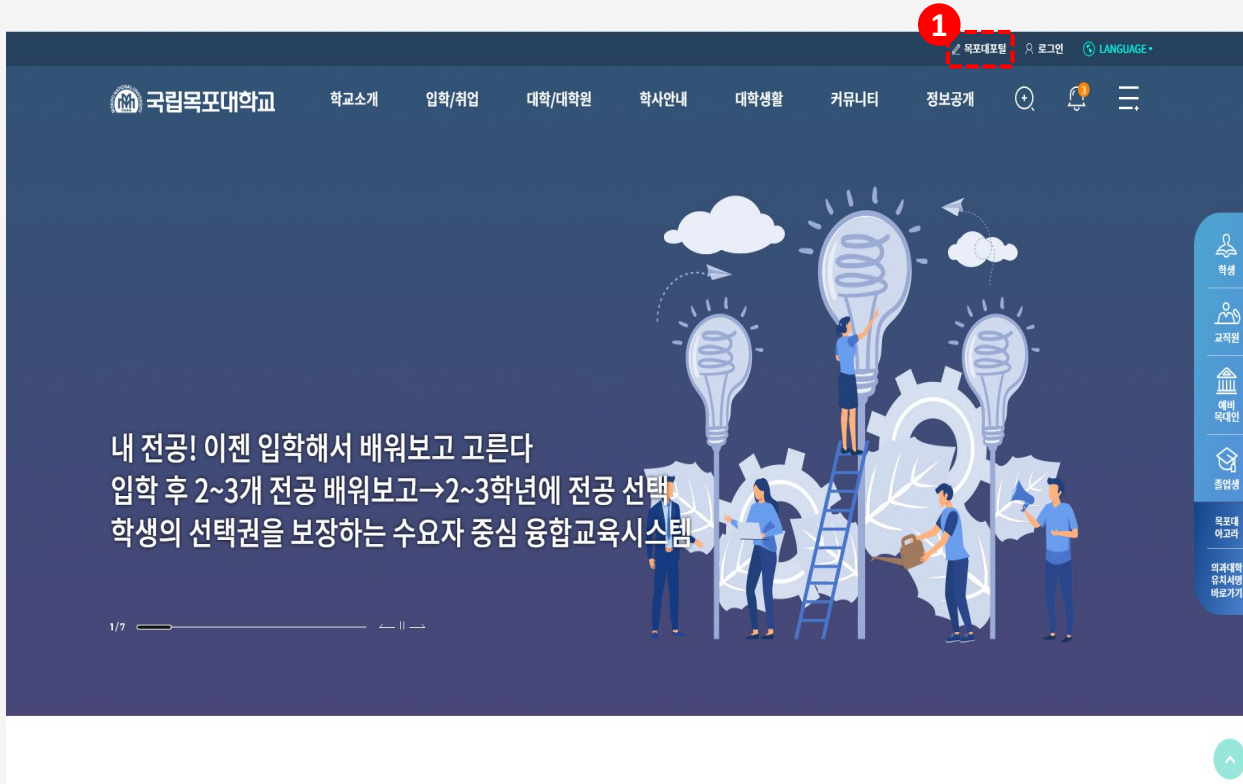 1
목포대포털
로그인
LANGUAGE
국립목포대학교
학교소개
입학/취업
대학/대학원
학사안내
대학생활
커뮤니티
정보공개
3
학생
교직원
예비
목대인
졸업생
목포대
아고라
의과대학
유치서명
바로가기
내 전공! 이젠 입학해서 배워보고 고른다
입학 후 2~3개 전공 배워보고→2~3학년에 전공 선택
학생의 선택권을 보장하는 수요자 중심 융합교육시스템
1/7